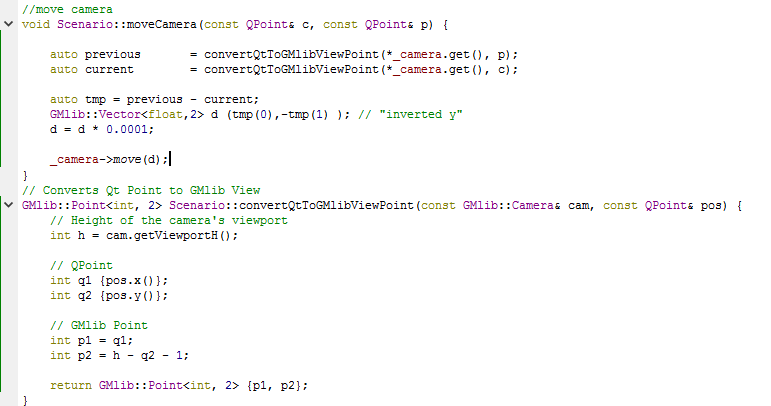 //move camera
void Scenario::moveCamera(const QPoint& c, const QPoint& p) {
auto previous = convertQtToGMlibViewPoint(*_camera.get(), p);
auto current = convertQtToGMlibViewPoint(*_camera.get(), c);
auto tmp = previous - current;
GMlib::Vector<float,2> d (tmp(0),-tmp(1) ); // "inverted y"
d = d * 0.0001;
_camera->move(d);
}
// Converts Qt Point to GMlib View
GMlib::Point<int, 2> Scenario::convertQtToGMlibViewPoint(const GMlib::Camera& cam, const QPoint& pos) {
// Height of the camera's viewport
int h = cam.getViewportH();
// QPoint
int q1 {pos.x()};
int q2 {pos.y()};
// GMlib Point
int p1 = q1;
int p2 = h - q2 - 1;
return GMlib::Point<int, 2> {p1, p2};
}